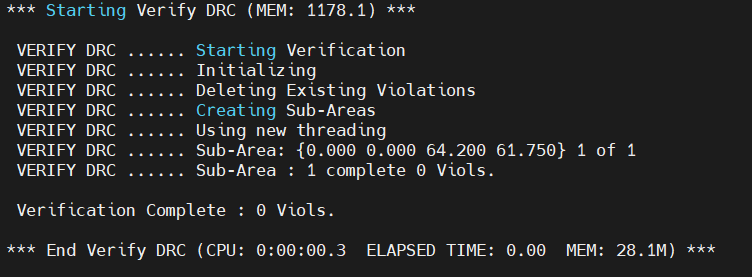 *** Starting Verify DRC (MEM: 1178.1) ***
VERIFY DRC ...... Starting Verification
VERIFY DRC ...... Initializing
VERIFY DRC ...... Deleting Existing Violations
VERIFY DRC ...... Creating Sub-Areas
VERIFY DRC ...... Using new threading
VERIFY DRC ...... Sub-Area: {0.000 0.000 64.200 61.750} 1 of 1
VERIFY DRC ...... Sub-Area : 1 complete 0 Viols.
Verification Complete : 0 Viols.
*** End Verify DRC (CPU: 0:00:00.3  ELAPSED TIME: 0.00  MEM: 28.1M) ***